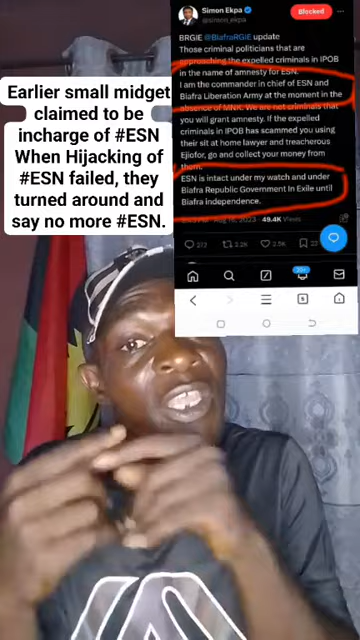 Earlier small midget
claimed to be
incharge of #ESN
When Hijacking of
#ESN failed, they
turned around and
say no more #ESN.
Simon Ekpa
@simon_ekpa
Blocked
BRGIE @BiafraRGIE update
Those criminal politicians that are
approaching the expelled criminals in IPOB
in the name of amnesty for ESN.
I am the commander in chief of ESN and
Biafra Liberation Army at the moment in the
absence of MNK. We are not criminals that
you will grant amnesty. If the expelled
criminals in IPOB has scammed you using
their sit at home lawyer and treacherous
Ejiofor, go and collect your money from
them.
ESN is intact under my watch and under
Biafra Republic Government In Exile until
Biafra independence.
2023 · 49.4K Views
273
2.2K
2.5K
22